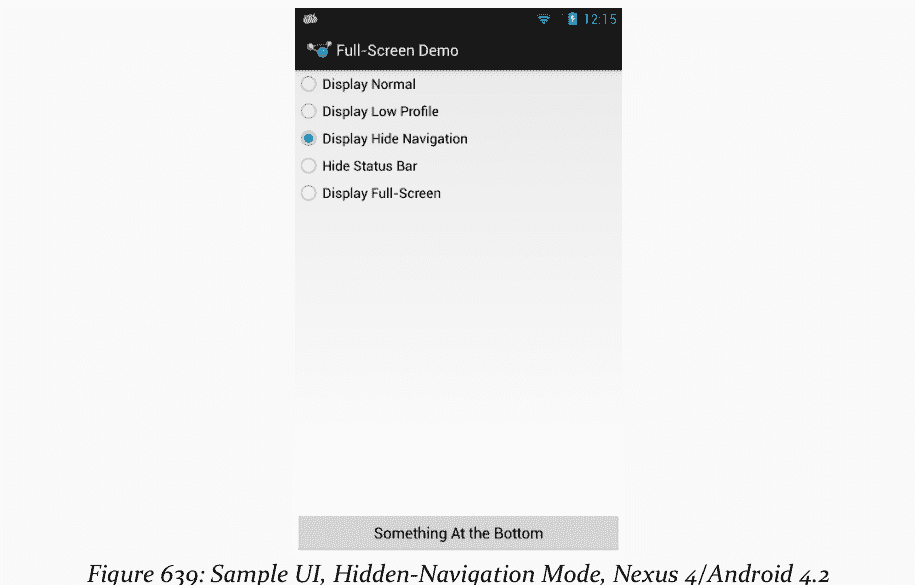 12:15
Full-Screen Demo
Display Normal
Display Low Profile
Display Hide Navigation
Hide Status Bar
Display Full-Screen
Something At the Bottom
Figure 639: Sample UI, Hidden-Navigation Mode, Nexus 4/Android 4.2